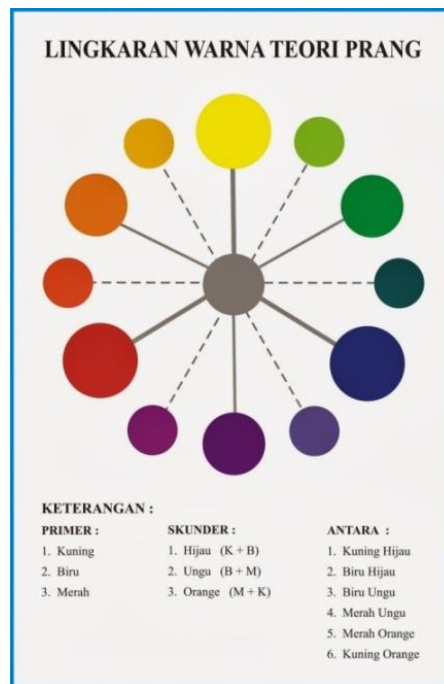 LINGKARAN WARNA TEORI PRANG
KETERANGAN :
PRIMER :
1. Kuning
2. Biru
3. Merah
SKUNDER :
1. Hijau (K + B)
2. Ungu (B + M)
3. Orange (M + K)
ANTARA :
1. Kuning Hijau
2. Biru Hijau
3. Biru Ungu
4. Merah Ungu
5. Merah Orange
6. Kuning Orange